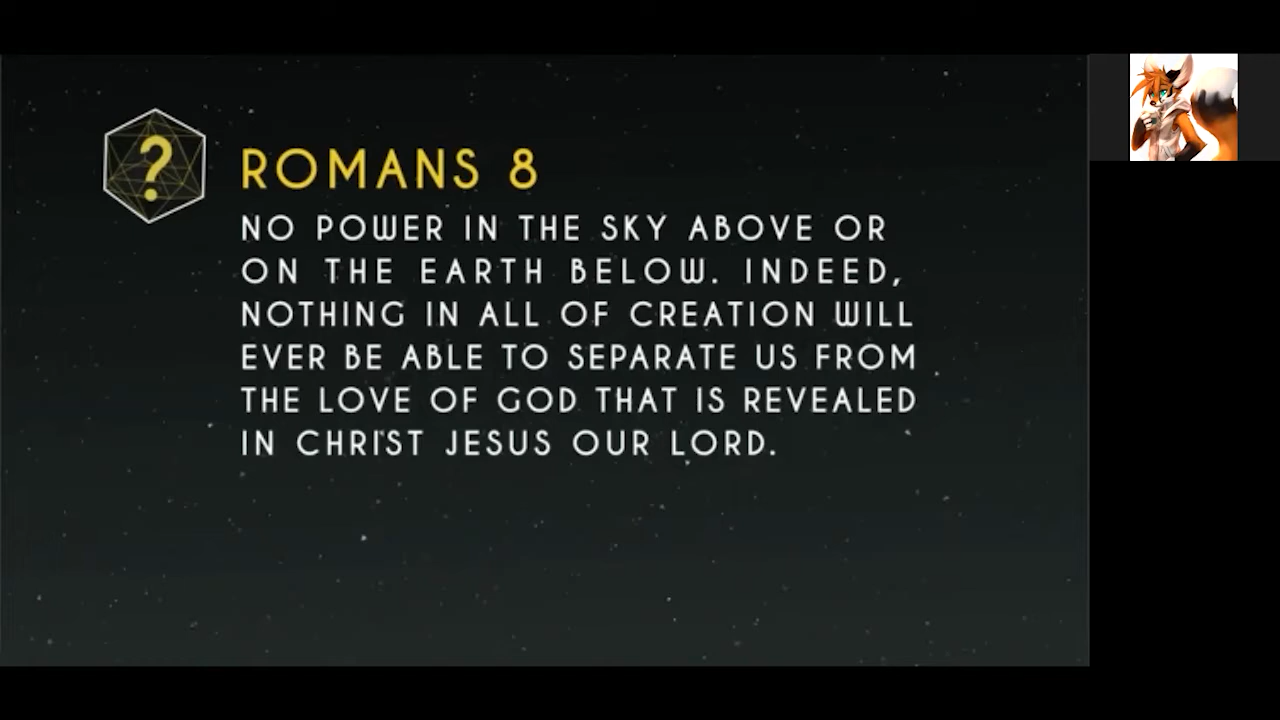 ?
ROMANS 8
NO POWER IN THE SKY ABOVE OR
ON THE EARTH BELOW. INDEED,
NOTHING IN ALL OF CREATION WILL
EVER BE ABLE TO SEPARATE US FROM
THE LOVE OF GOD THAT IS REVEALED
IN CHRIST JESUS OUR LORD.